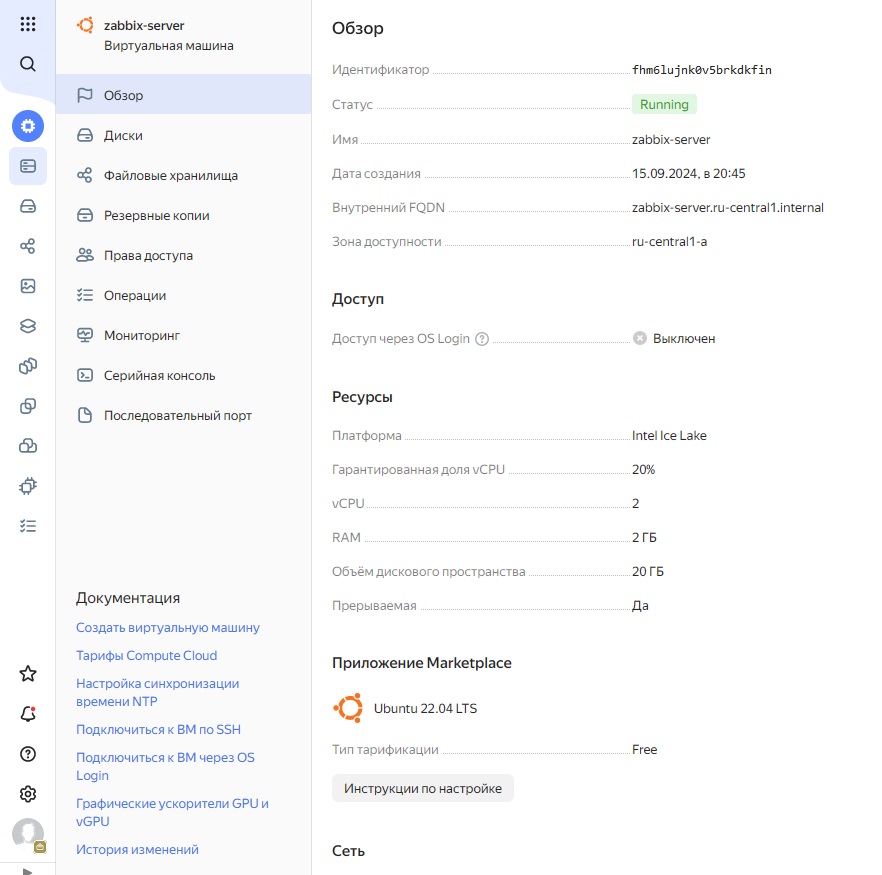 zabbix-server
Виртуальная машина
Обзор
Диски
Файловые хранилища
Резервные копии
Права доступа
Операции
Мониторинг
Серийная консоль
Последовательный порт
Документация
Создать виртуальную машину
Тарифы Compute Cloud
Настройка синхронизации
времени NTP
Подключиться к ВМ по SSH
Подключиться к ВМ через OS
Login
Графические ускорители GPU и
vGPU
История изменений
Обзор
Идентификатор fhm6lujnk0v5brkdkfin
Статус Running
Имя zabbix-server
Дата создания 15.09.2024, в 20:45
Внутренний FQDN zabbix-server.ru-central1.internal
Зона доступности ru-central1-a
Доступ
Доступ через OS Login Выключен
Ресурсы
Платформа Intel Ice Lake
Гарантированная доля vCPU 20%
vCPU 2
RAM 2 ГБ
Объём дискового пространства 20 ГБ
Прерываемая Да
Приложение Marketplace
Ubuntu 22.04 LTS
Тип тарификации Free
Инструкции по настройке
Сеть